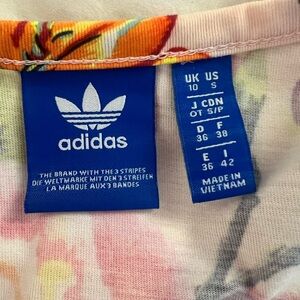 adidas
THE BRAND WITH THE 3 STRIPES
DIE WELTMARKE MIT DEN 3 STREIFEN
LA MARQUE AUX 3 BANDES
UK US
10 S
J CDN
OT S/P
D F
36 38
E I
36 42
MADE IN
VIETNAM